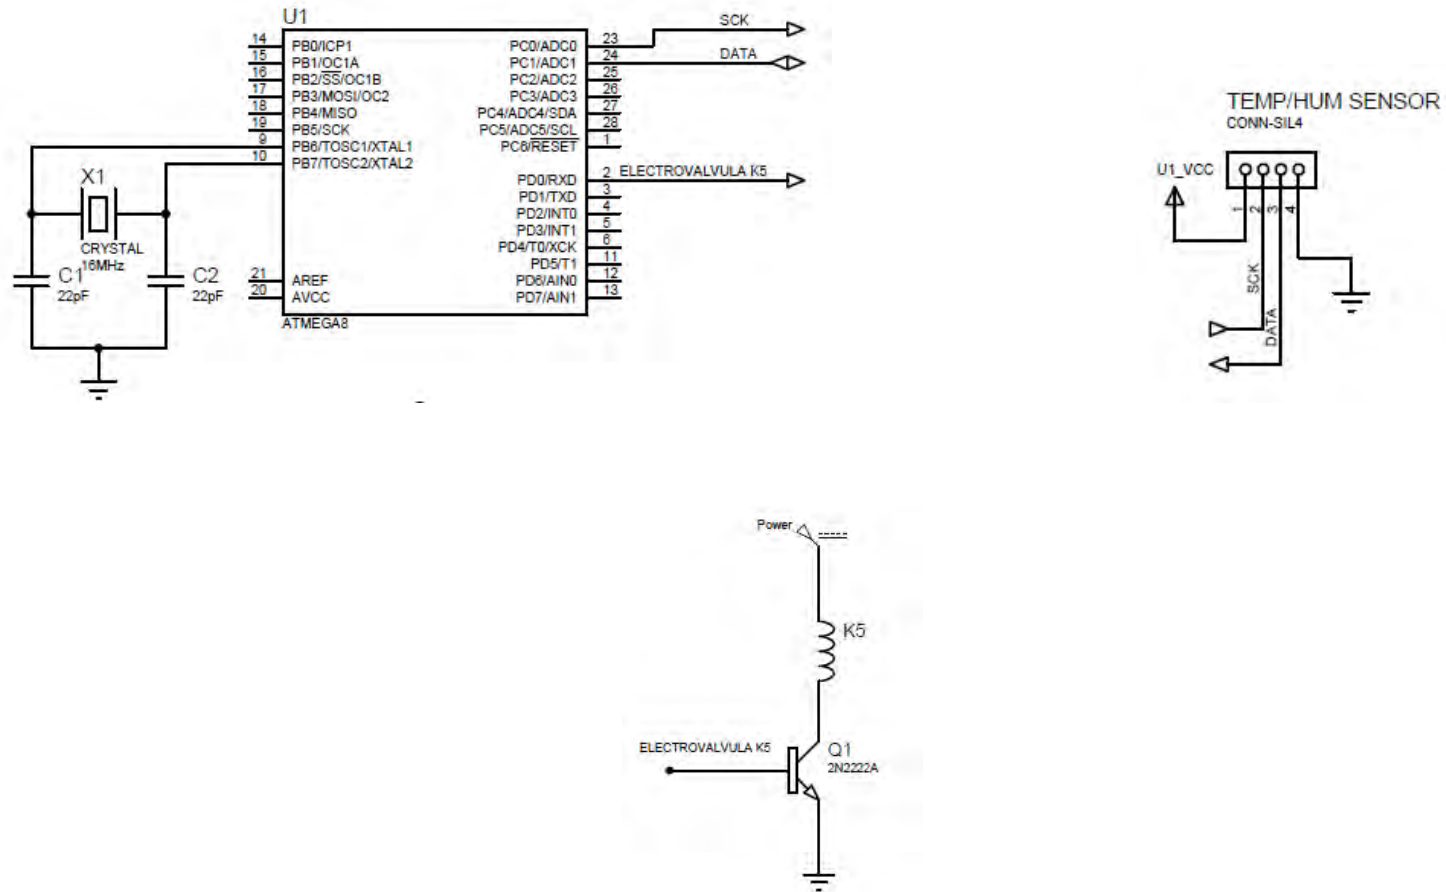 U1
14 PB0/ICP1
15 PB1/OC1A
16 PB2/SS/OC1B
17 PB3/MOSI/OC2
18 PB4/MISO
19 PB5/SCK
9 PB6/TOSC1/XTAL1
10 PB7/TOSC2/XTAL2
21 AREF
20 AVCC
PC0/ADC0 23
PC1/ADC1 24
PC2/ADC2 25
PC3/ADC3 26
PC4/ADC4/SDA 27
PC5/ADC5/SCL 28
PC6/RESET 1
PD0/RXD 2
PD1/TXD 3
PD2/INT0 4
PD3/INT1 5
PD4/T0/XCK 6
PD5/T1 11
PD6/AIN0 12
PD7/AIN1 13
ATMEGA8
SCK
DATA
ELECTROVALVULA K5
X1
CRYSTAL
16MHz
C1
22pF
C2
22pF
TEMP/HUM SENSOR
CONN-SIL4
U1_VCC
1
2
3
4
SCK
DATA
Power
K5
ELECTROVALVULA K5
Q1
2N2222A